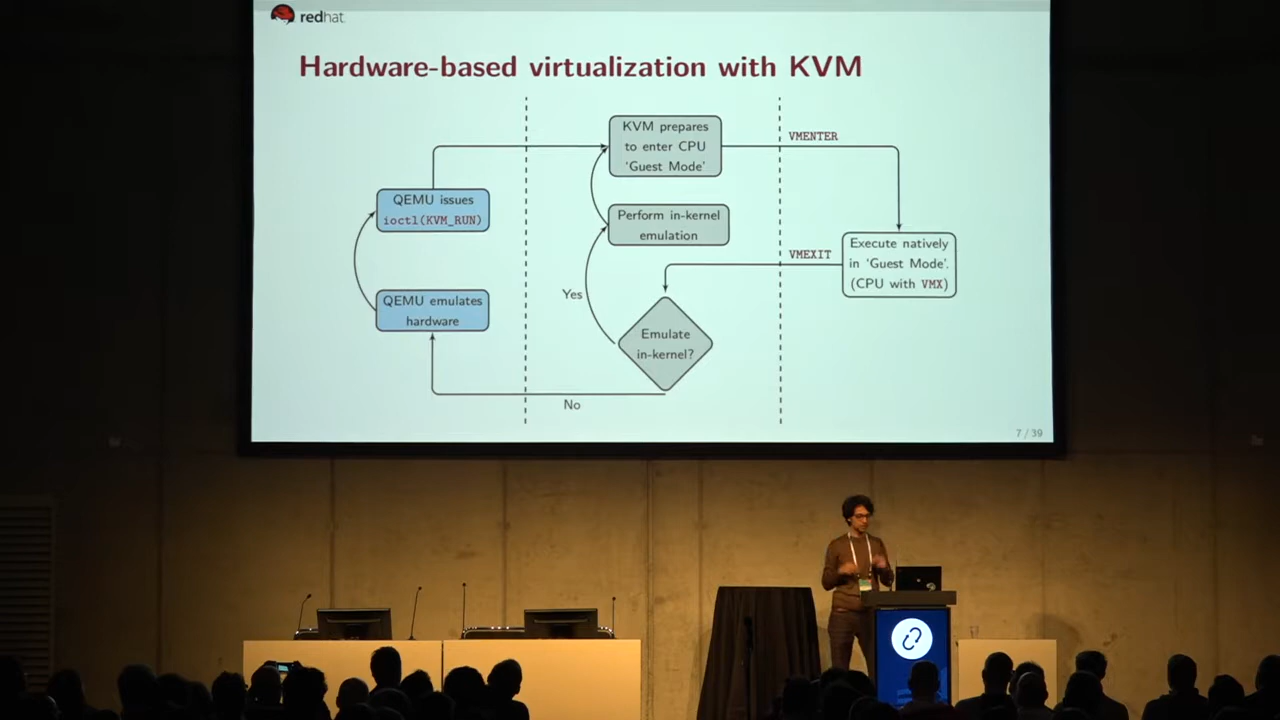 redhat.
Hardware-based virtualization with KVM
KVM prepares
to enter CPU
‘Guest Mode’
VMENTER
QEMU issues
ioctl(KVM_RUN)
Perform in-kernel
emulation
Execute natively
in ‘Guest Mode’.
(CPU with VMX)
VMEXIT
Yes
QEMU emulates
hardware
Emulate
in-kernel?
No
7 / 39